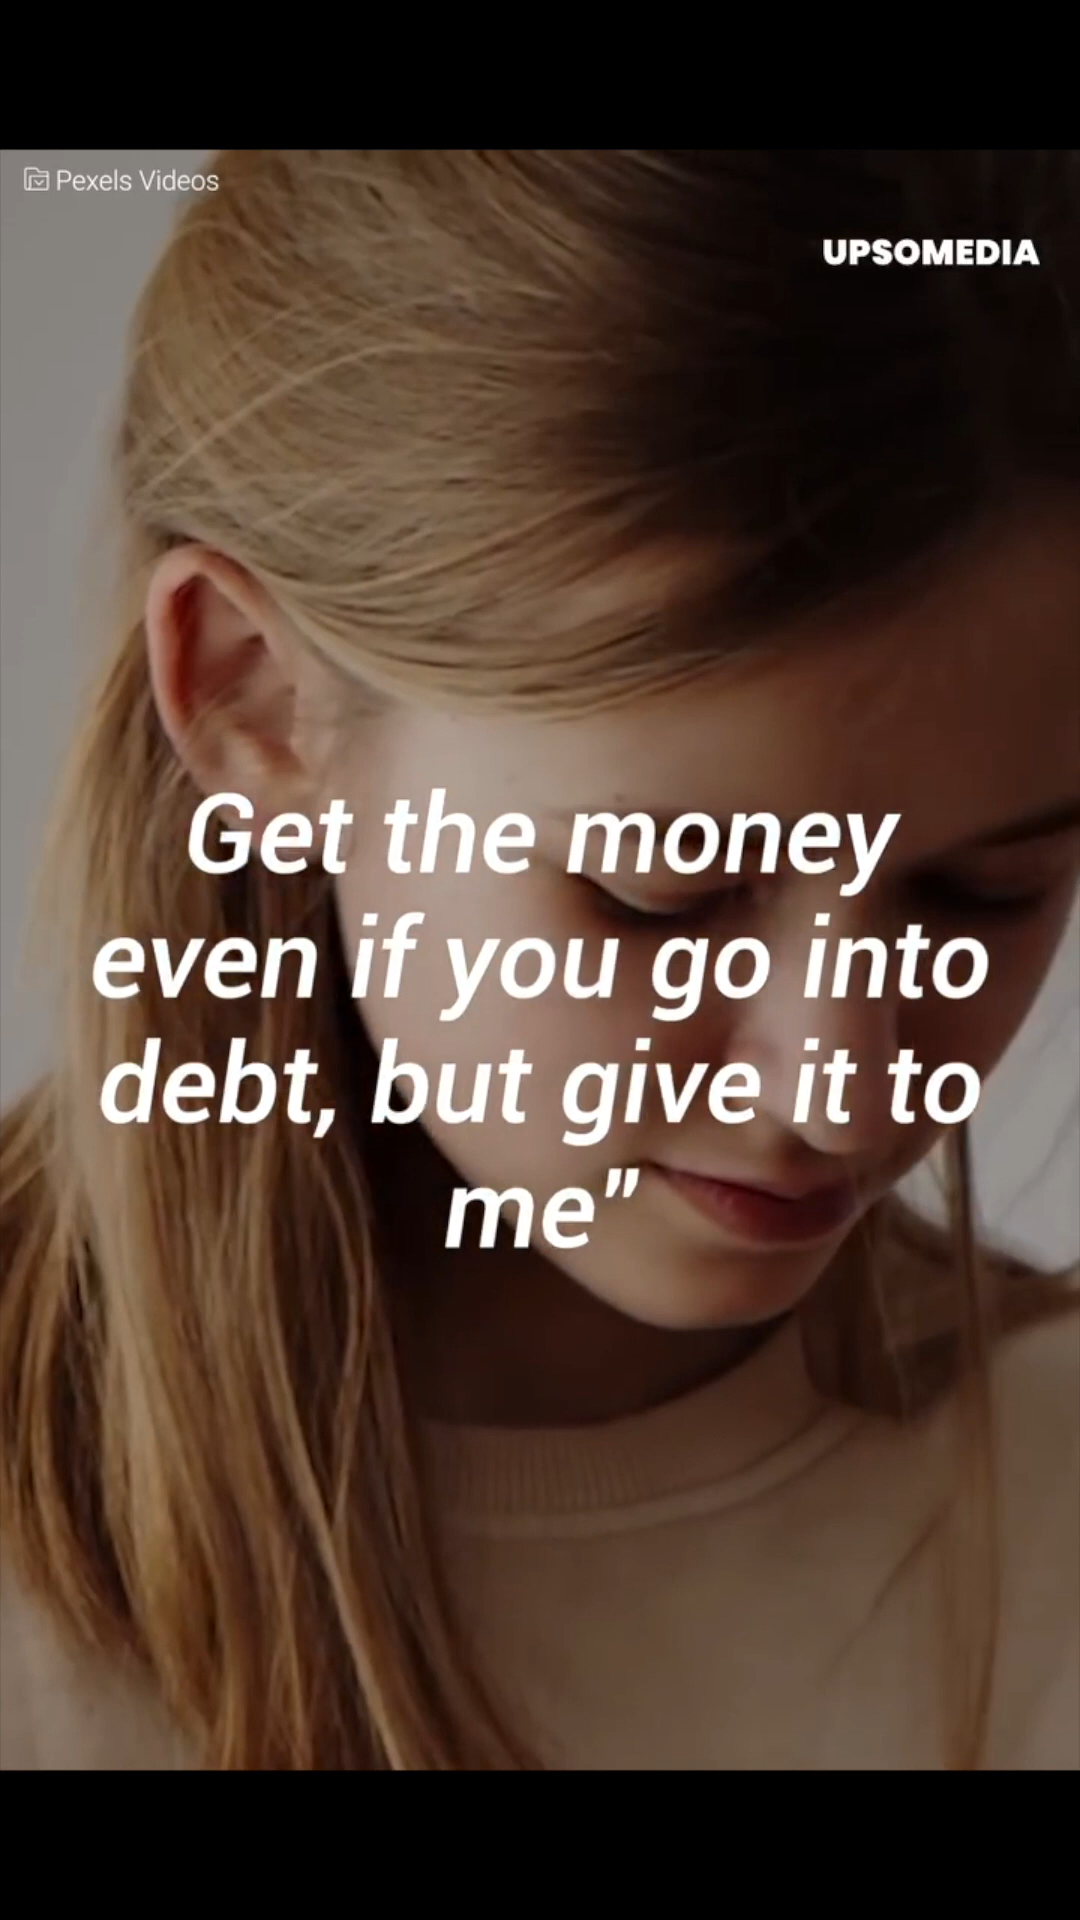 Pexels Videos
UPSOMEDIA
Get the money
even if you go into
debt, but give it to
me"